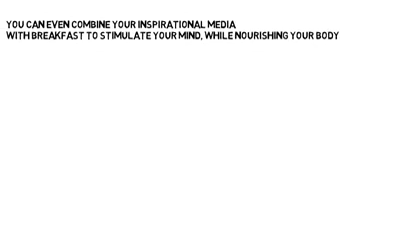 YOU CAN EVEN COMBINE YOUR INSPIRATIONAL MEDIA
WITH BREAKFAST TO STIMULATE YOUR MIND, WHILE NOURISHING YOUR BODY